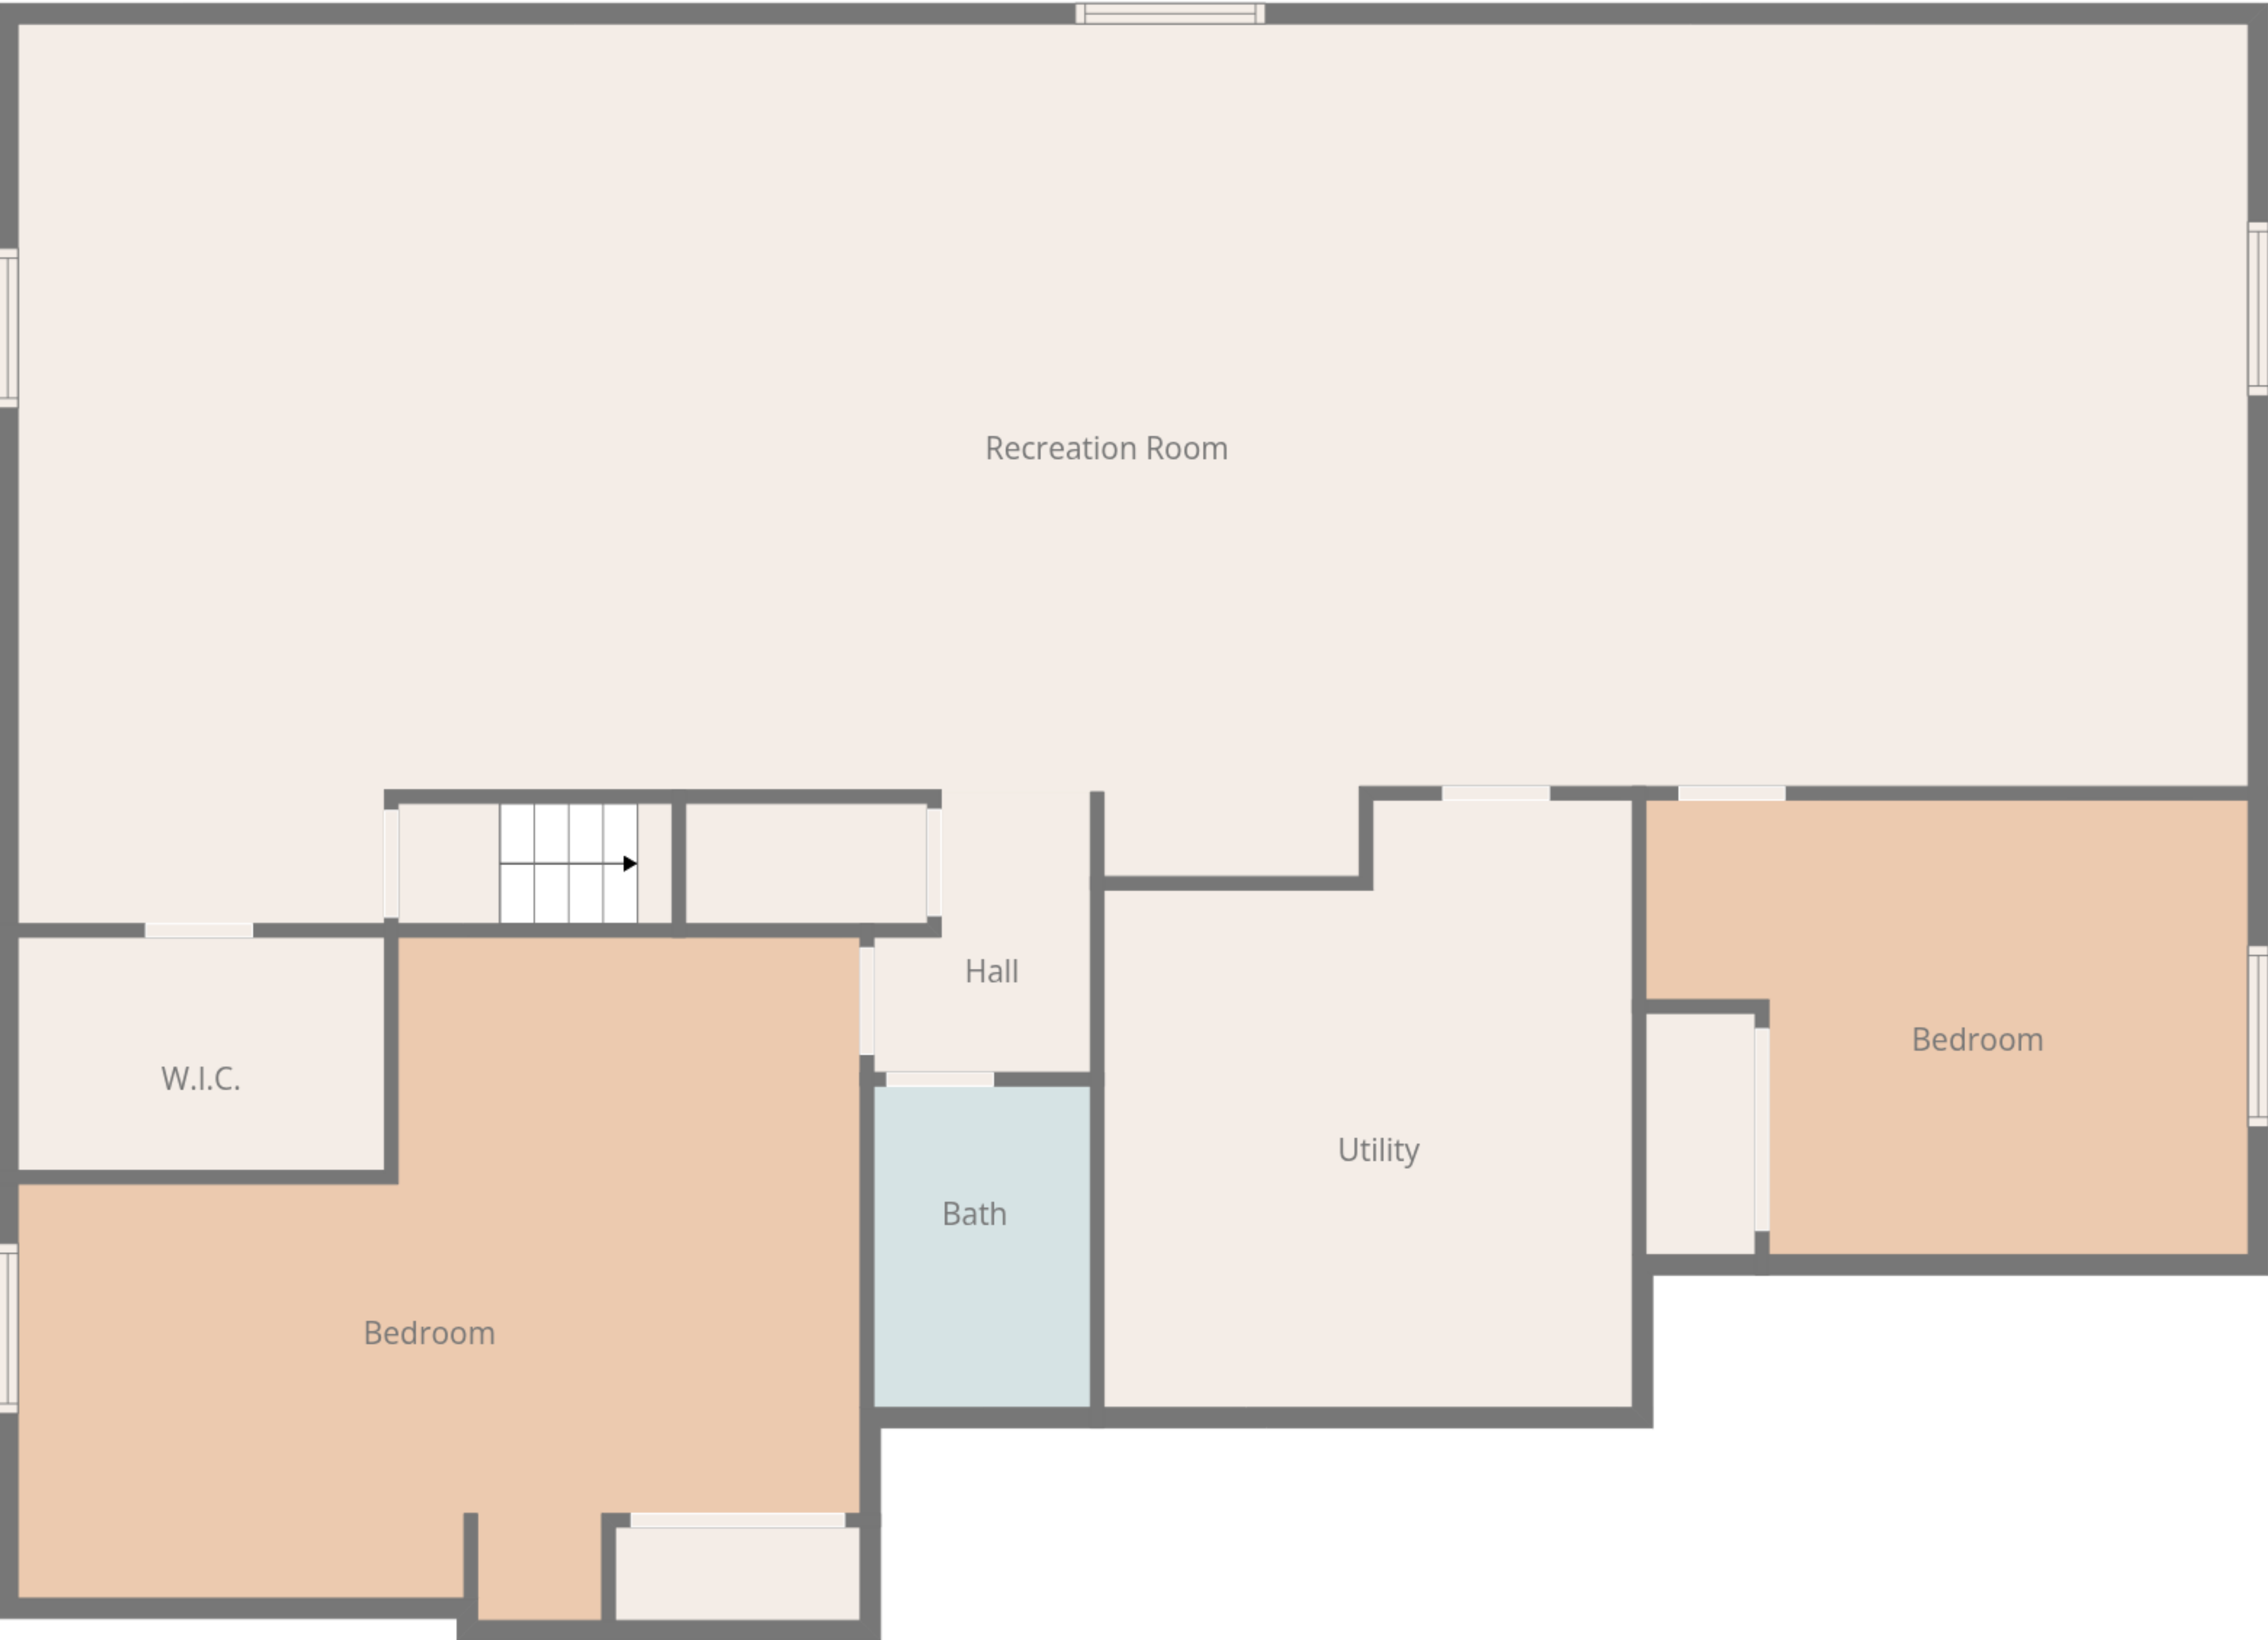 Recreation Room
Hall
W.I.C.
Bedroom
Utility
Bath
Bedroom